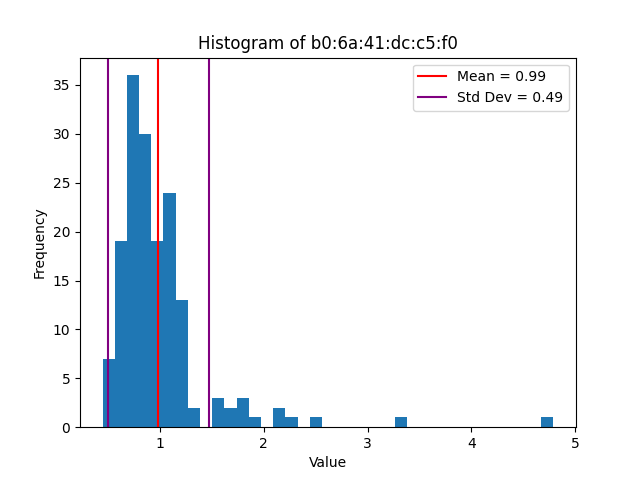 Histogram of b0:6a:41:dc:c5:f0
Mean = 0.99
Std Dev = 0.49
35
30
25
20
15
10
5
0
Frequency
1 2 3 4 5
Value